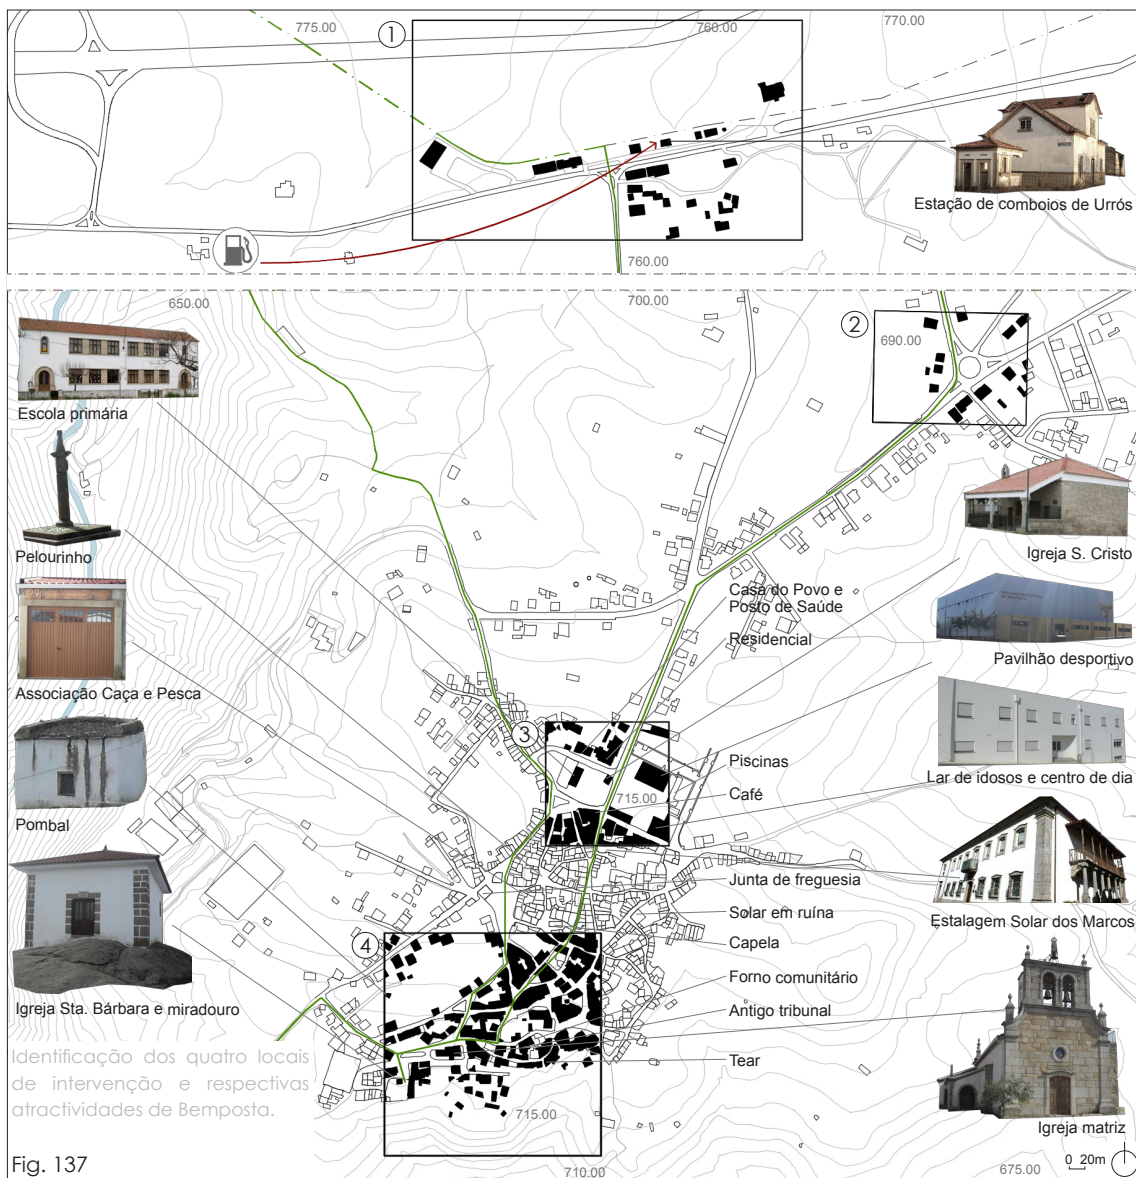 775.00
1
760.00
770.00
Estação de comboios de Urrós
760.00
650.00
700.00
2
690.00
Escola primária
Pelourinho
Igreja S. Cristo
Casa do Povo e
Posto de Saúde
Residencial
Pavilhão desportivo
Associação Caça e Pesca
3
Piscinas
Lar de idosos e centro de dia
715.00
Café
Pombal
Junta de freguesia
Solar em ruína
Estalagem Solar dos Marcos
4
Capela
Forno comunitário
Igreja Sta. Bárbara e miradouro
Antigo tribunal
Identificação dos quatro locais
de intervenção e respectivas
atractividades de Bemposta.
Tear
715.00
Igreja matriz
Fig. 137
710.00
675.00
0 20m